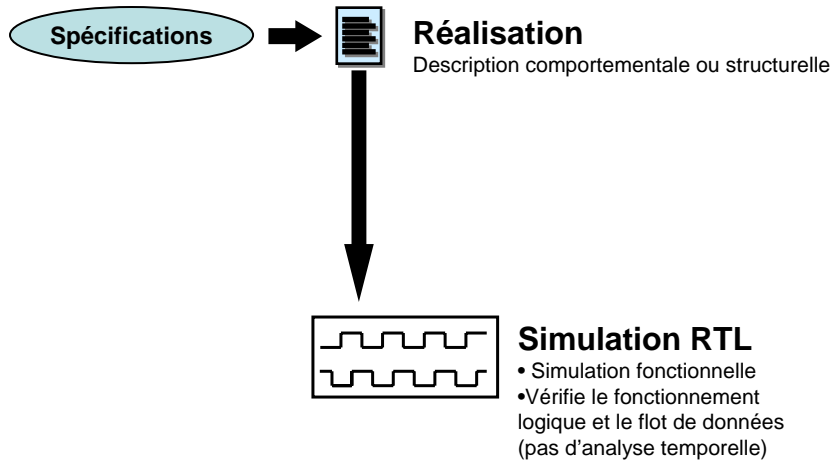 Spécifications
Réalisation
Description comportementale ou structurelle
Simulation RTL
• Simulation fonctionnelle
•Vérifie le fonctionnement
logique et le flot de données
(pas d'analyse temporelle)